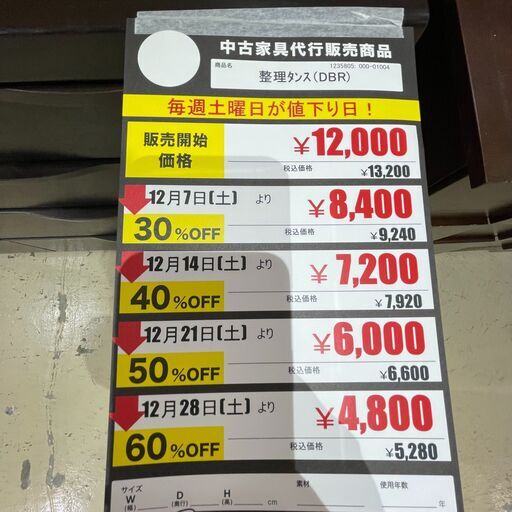 中古家具代行販売商品
商品名 1235805: 000-01004
整理タンス(DBR)
毎週土曜日が値下り日！
販売開始 ¥12,000
価格 税込価格 ¥13,200
12月7日(土) より ¥8,400
30%OFF 税込価格 ¥9,240
12月14日(土) より ¥7,200
40%OFF 税込価格 ¥7,920
12月21日(土) より ¥6,000
50%OFF 税込価格 ¥6,600
12月28日(土) より ¥4,800
60%OFF 税込価格 ¥5,280
サイズ 素材 使用年数
W D H
(幅) (奥行) (高) cm 年